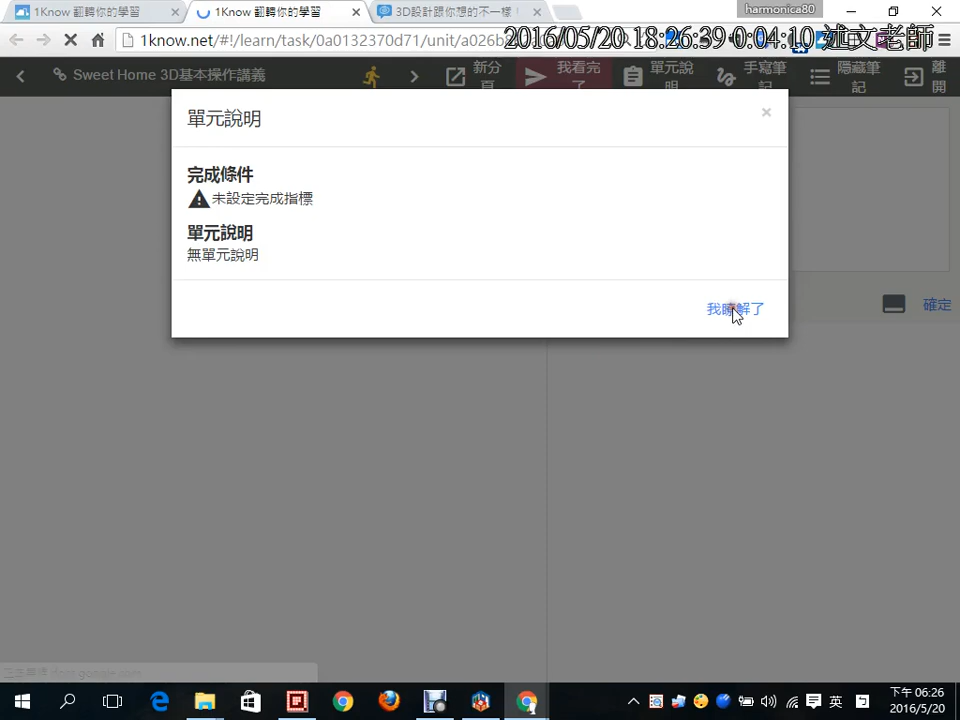 1Know 翻轉你的學習
1Know 翻轉你的學習
3D設計跟你想的不一樣！
harmonica80
1know.net/#!/learn/task/0a0132370d71/unit/a026b
2016/05/20 18:26:39 0:04:10 述文老師
Sweet Home 3D基本操作講義
新分頁
我看完了
單元說明
手寫筆記
隱藏筆記
離開
單元說明
×
完成條件
未設定完成指標
單元說明
無單元說明
我瞭解了
確定
下午 06:26
英
2016/5/20